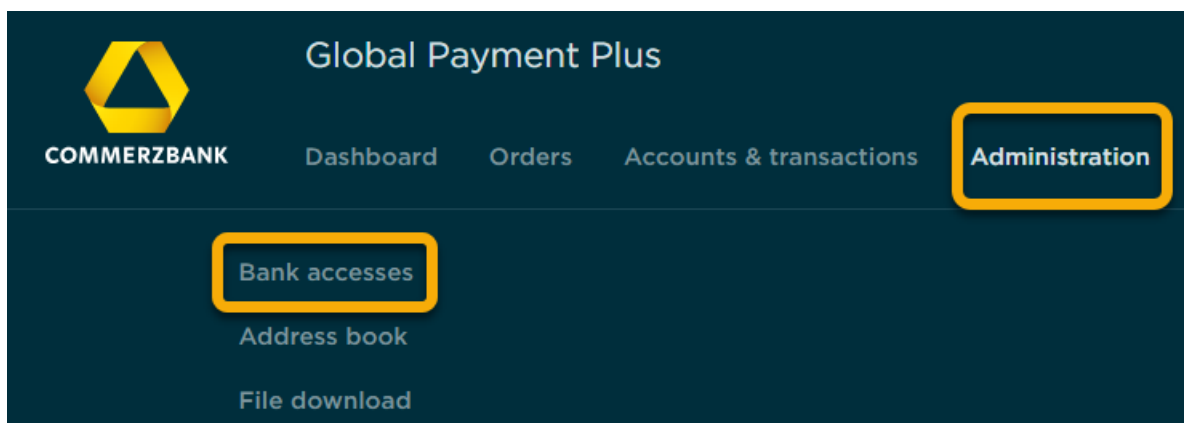 Global Payment Plus
COMMERZBANK
Dashboard Orders Accounts & transactions Administration
Bank accesses
Address book
File download